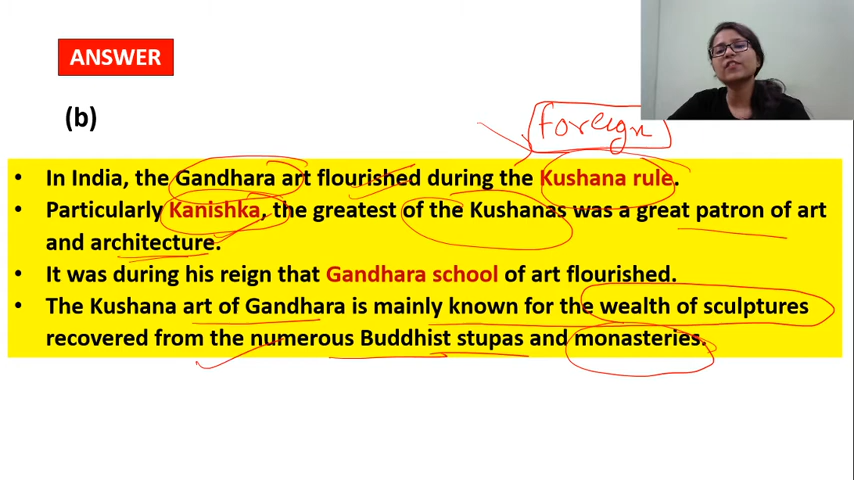 ANSWER
(b)
foreign
• In India, the Gandhara art flourished during the Kushana rule.
• Particularly Kanishka, the greatest of the Kushanas was a great patron of art
and architecture.
• It was during his reign that Gandhara school of art flourished.
• The Kushana art of Gandhara is mainly known for the wealth of sculptures
recovered from the numerous Buddhist stupas and monasteries.